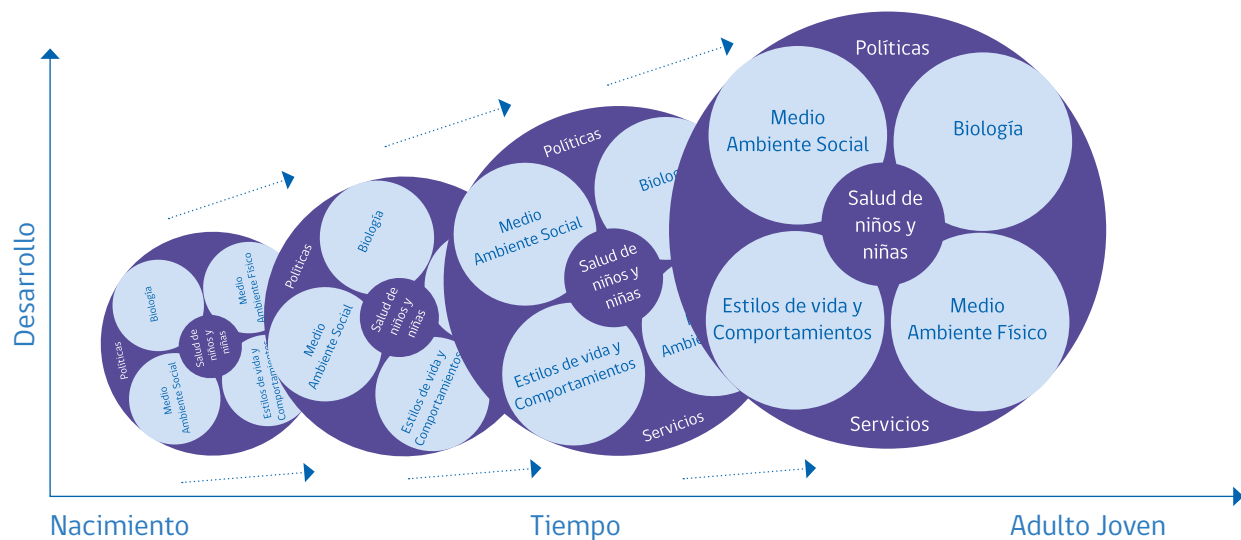 Desarrollo
Políticas
Biología
Medio
Ambiente Físico
Salud de
niños y
niñas
Medio
Ambiente Social
Estilos de vida y
Comportamientos
Políticas
Biología
Medio
Ambiente Social
Salud de
niños y
niñas
Estilos de vida y
Comportamientos
Políticas
Medio
Ambiente Social
Salud de
niños y
niñas
Estilos de vida y
Comportamientos
Servicios
Políticas
Medio
Ambiente Social
Biología
Salud de
niños y
niñas
Estilos de vida y
Comportamientos
Medio
Ambiente Físico
Servicios
Nacimiento
Tiempo
Adulto Joven